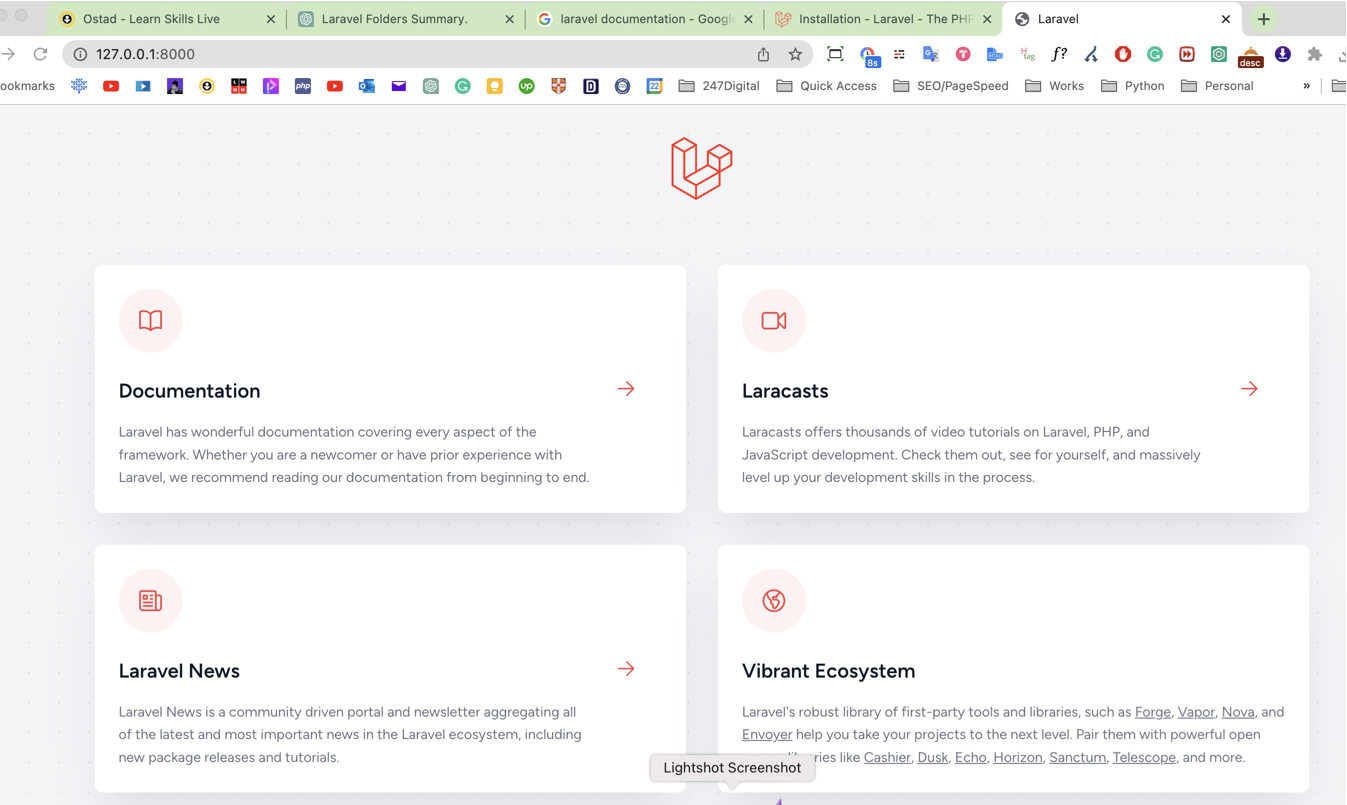 Ostad - Learn Skills Live
Laravel Folders Summary.
laravel documentation - Google
Installation - Laravel - The PHP
Laravel
127.0.0.1:8000
8s
H
tag
f?
desc
ookmarks
php
up
D
22
247Digital
Quick Access
SEO/PageSpeed
Works
Python
Personal
»
Documentation
Laravel has wonderful documentation covering every aspect of the
framework. Whether you are a newcomer or have prior experience with
Laravel, we recommend reading our documentation from beginning to end.
Laracasts
Laracasts offers thousands of video tutorials on Laravel, PHP, and
JavaScript development. Check them out, see for yourself, and massively
level up your development skills in the process.
Laravel News
Laravel News is a community driven portal and newsletter aggregating all
of the latest and most important news in the Laravel ecosystem, including
new package releases and tutorials.
Vibrant Ecosystem
Laravel's robust library of first-party tools and libraries, such as Forge, Vapor, Nova, and
Envoyer help you take your projects to the next level. Pair them with powerful open
ries like Cashier, Dusk, Echo, Horizon, Sanctum, Telescope, and more.
Lightshot Screenshot